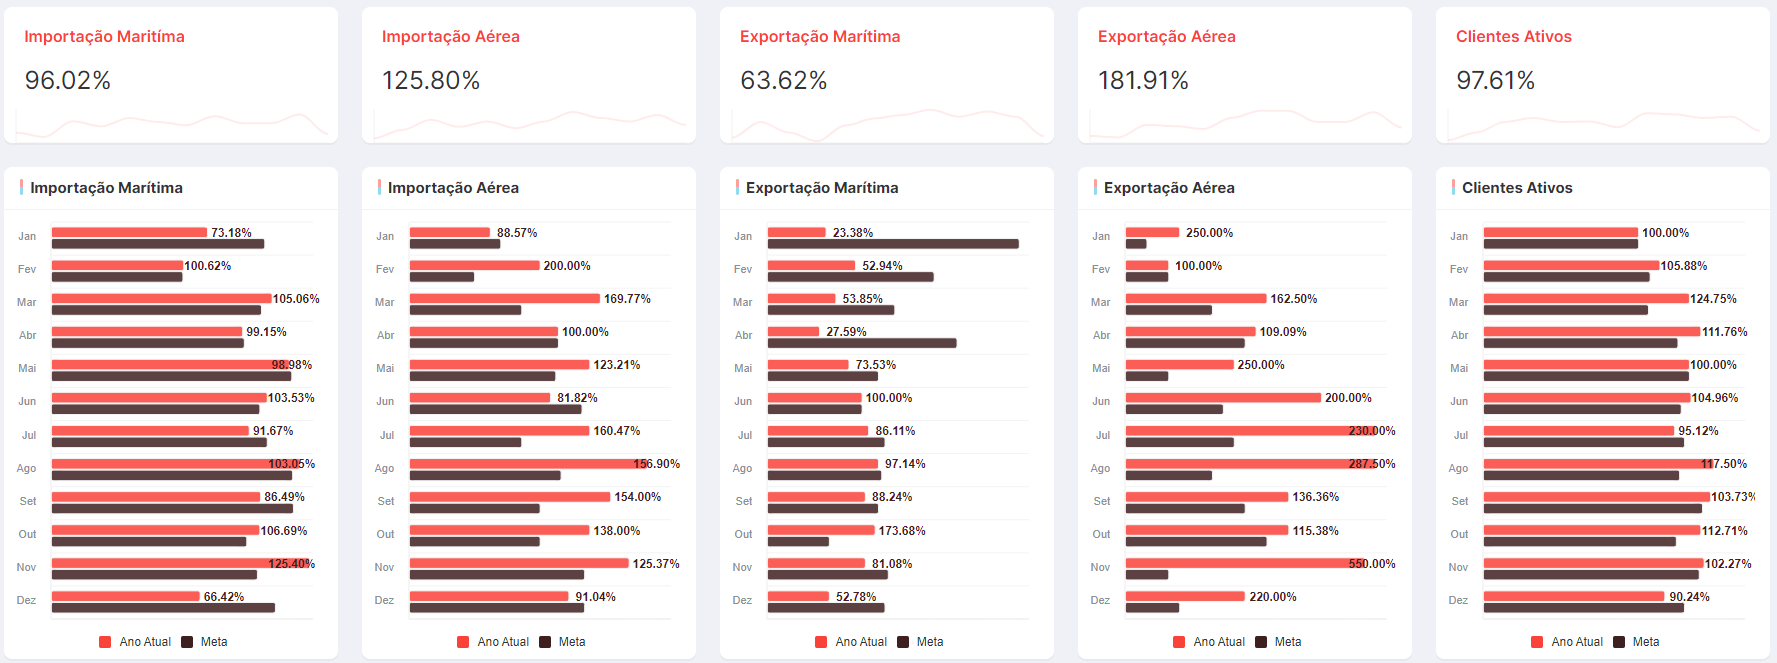 Importação Maritíma
96.02%
Importação Aérea
125.80%
Exportação Marítima
63.62%
Exportação Aérea
181.91%
Clientes Ativos
97.61%
Importação Marítima
Jan 73.18%
Fev 100.62%
Mar 105.06%
Abr 99.15%
Mai 98.98%
Jun 103.53%
Jul 91.67%
Ago 103.05%
Set 86.49%
Out 106.69%
Nov 125.40%
Dez 66.42%
Ano Atual Meta
Importação Aérea
Jan 88.57%
Fev 200.00%
Mar 169.77%
Abr 100.00%
Mai 123.21%
Jun 81.82%
Jul 160.47%
Ago 156.90%
Set 154.00%
Out 138.00%
Nov 125.37%
Dez 91.04%
Ano Atual Meta
Exportação Marítima
Jan 23.38%
Fev 52.94%
Mar 53.85%
Abr 27.59%
Mai 73.53%
Jun 100.00%
Jul 86.11%
Ago 97.14%
Set 88.24%
Out 173.68%
Nov 81.08%
Dez 52.78%
Ano Atual Meta
Exportação Aérea
Jan 250.00%
Fev 100.00%
Mar 162.50%
Abr 109.09%
Mai 250.00%
Jun 200.00%
Jul 230.00%
Ago 287.50%
Set 136.36%
Out 115.38%
Nov 550.00%
Dez 220.00%
Ano Atual Meta
Clientes Ativos
Jan 100.00%
Fev 105.88%
Mar 124.75%
Abr 111.76%
Mai 100.00%
Jun 104.96%
Jul 95.12%
Ago 117.50%
Set 103.73%
Out 112.71%
Nov 102.27%
Dez 90.24%
Ano Atual Meta